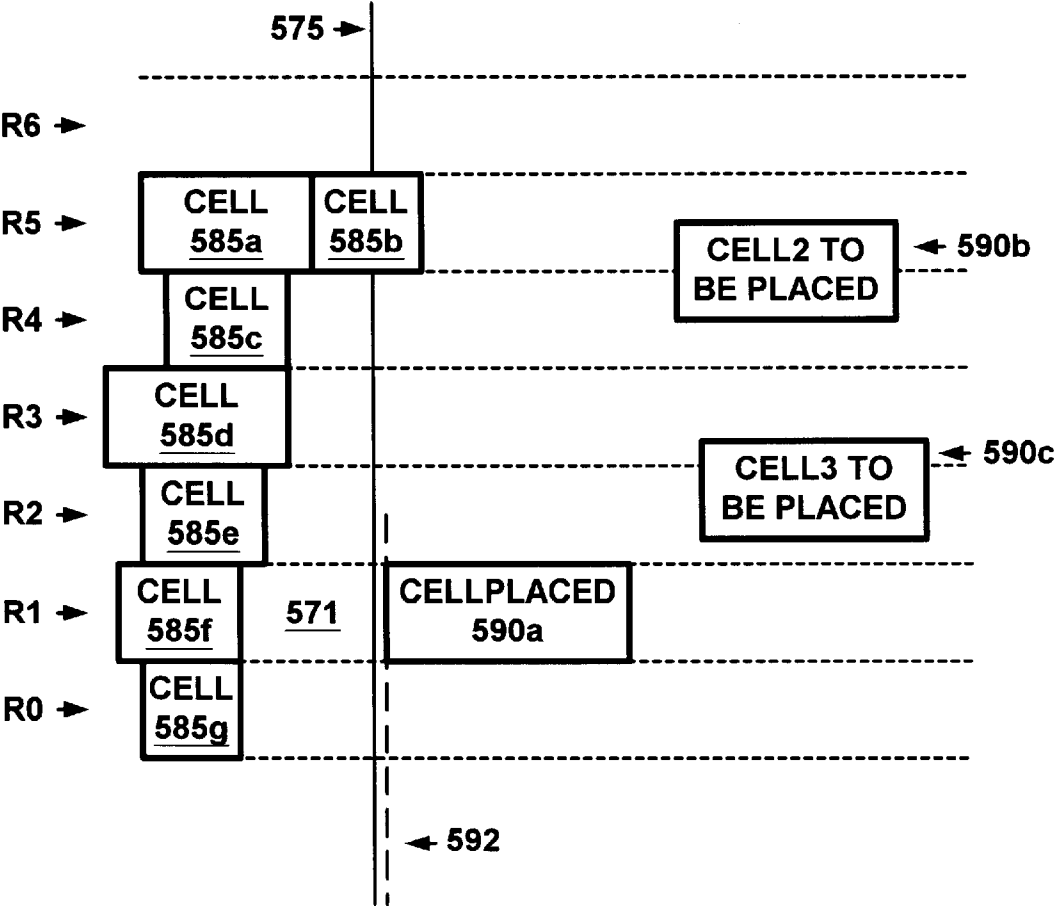 575
R6
R5
CELL
585a
CELL
585b
CELL2 TO
BE PLACED
590b
R4
CELL
585c
R3
CELL
585d
CELL3 TO
BE PLACED
590c
R2
CELL
585e
R1
CELL
585f
571
CELLPLACED
590a
R0
CELL
585g
592